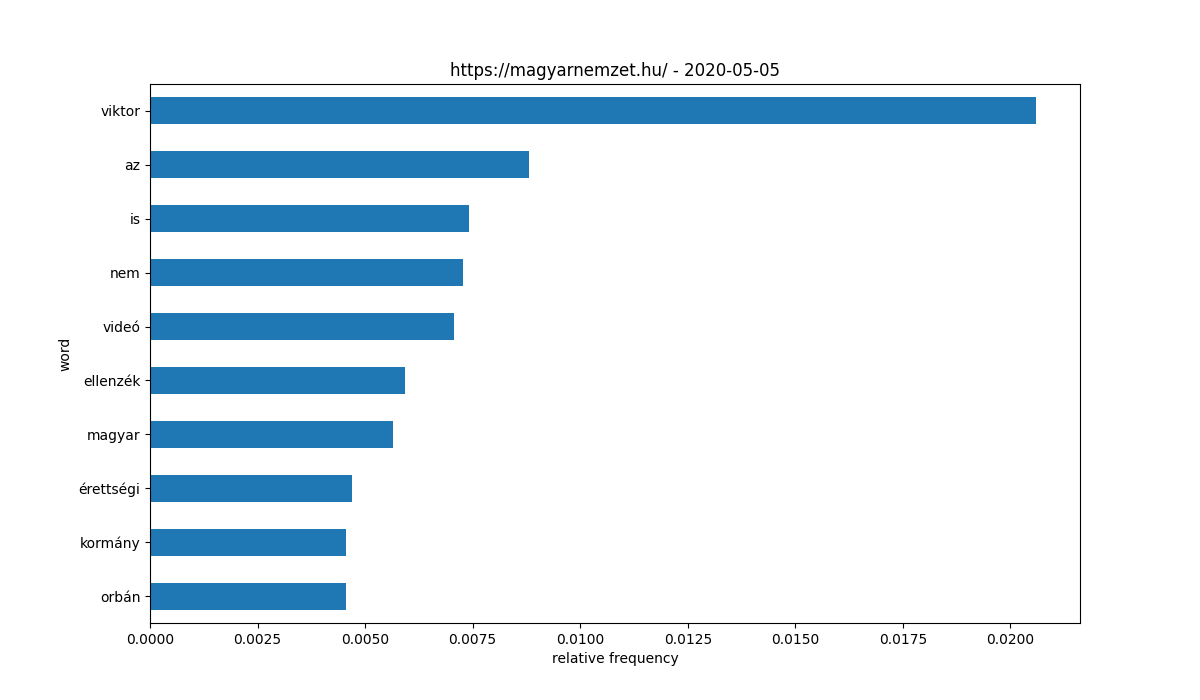 https://magyarnemzet.hu/ - 2020-05-05
viktor
az
is
nem
videó
ellenzék
magyar
érettségi
kormány
orbán
word
0.0000 0.0025 0.0050 0.0075 0.0100 0.0125 0.0150 0.0175 0.0200
relative frequency